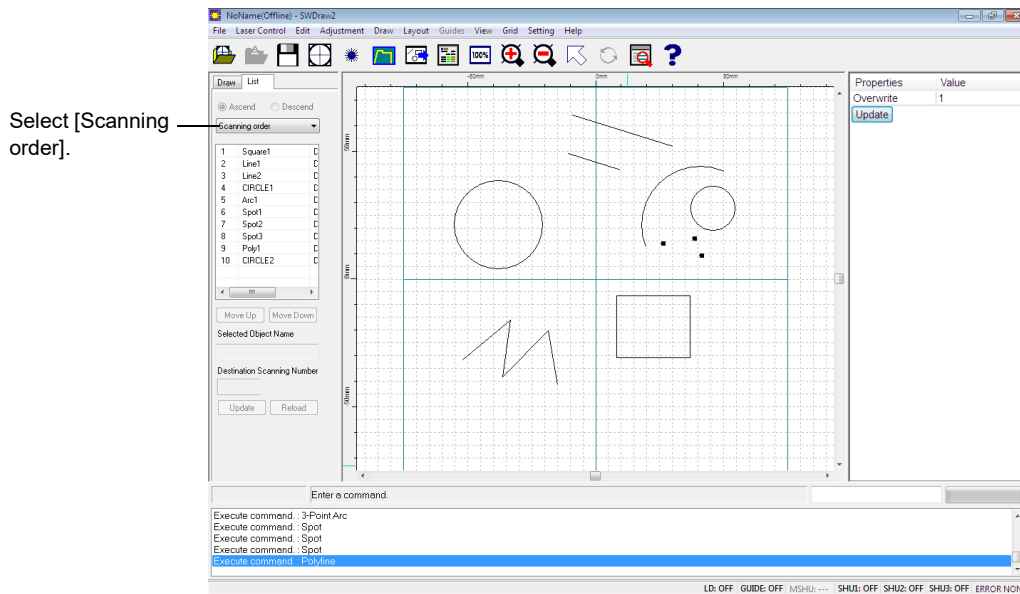 NoName(Offline) - SWDraw2
File Laser Control Edit Adjustment Draw Layout Guides View Grid Setting Help
100%
Draw List
Ascend Descend
Select [Scanning
order].
Scanning order
1 Square1 D
2 Line1 D
3 Line2 D
4 CIRCLE1 D
5 Arc1 D
6 Spot1 D
7 Spot2 D
8 Spot3 D
9 Poly1 D
10 CIRCLE2 D
Move Up Move Down
Selected Object Name
Destination Scanning Number
Update Reload
-50mm 0mm 50mm
50mm
0mm
-50mm
Properties Value
Overwrite 1
Update
Enter a command.
Execute command. : 3-Point Arc
Execute command. : Spot
Execute command. : Spot
Execute command. : Spot
Execute command. : Polyline
LD: OFF GUIDE: OFF MSHU: --- SHU1: OFF SHU2: OFF SHU3: OFF ERROR NON